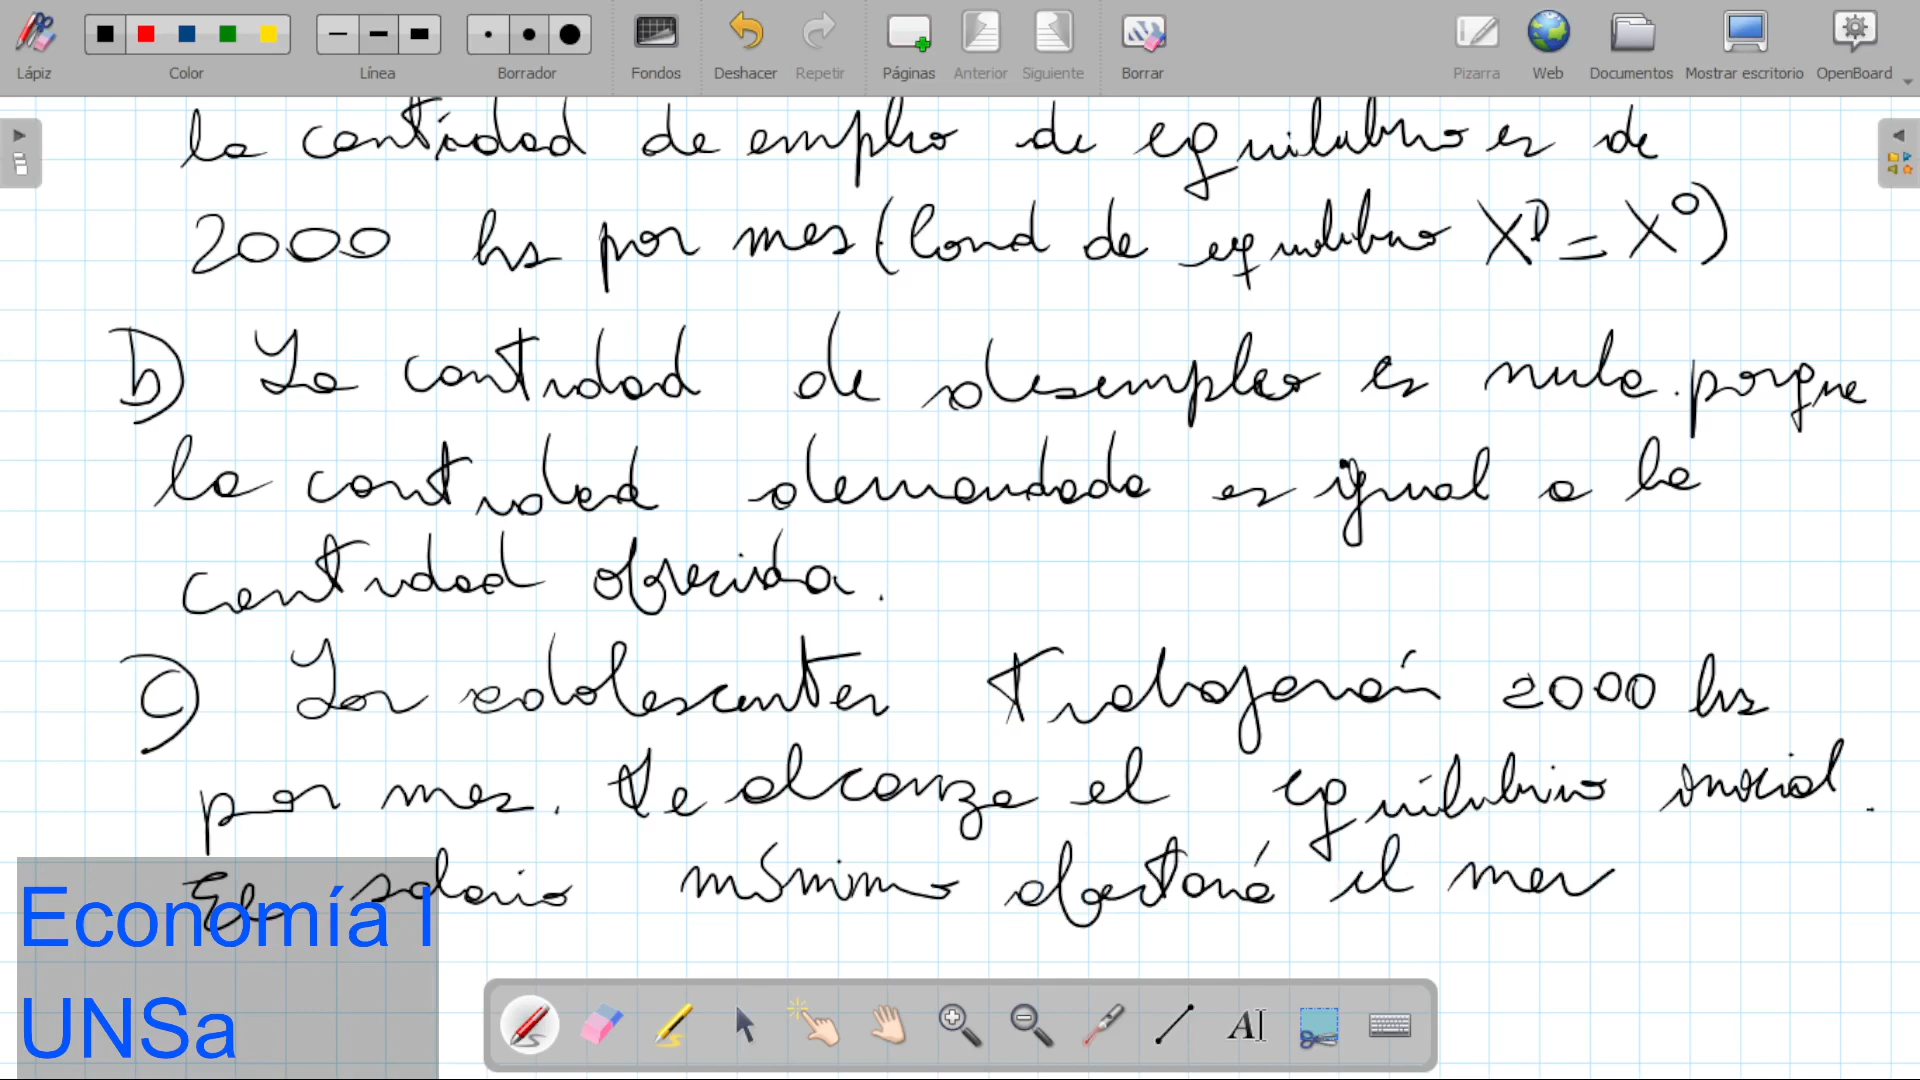 Lápiz Color Línea Borrador Fondos Deshacer Repetir Páginas Anterior Siguiente Borrar Pizarra Web Documentos Mostrar escritorio OpenBoard
la cantidad de empleo de equilibrio es de
2000 hs por mes (Cond de equilibrio X^D = X^O)
b) La cantidad de desempleo es nula. porque
la cantidad demandada es igual a la
cantidad ofrecida.
c) Los adolescentes trabajarán 2000 hs
por mes. Se alcanza el equilibrio inicial.
El salario mínimo afectará el mer
Economía I
UNSa
AI